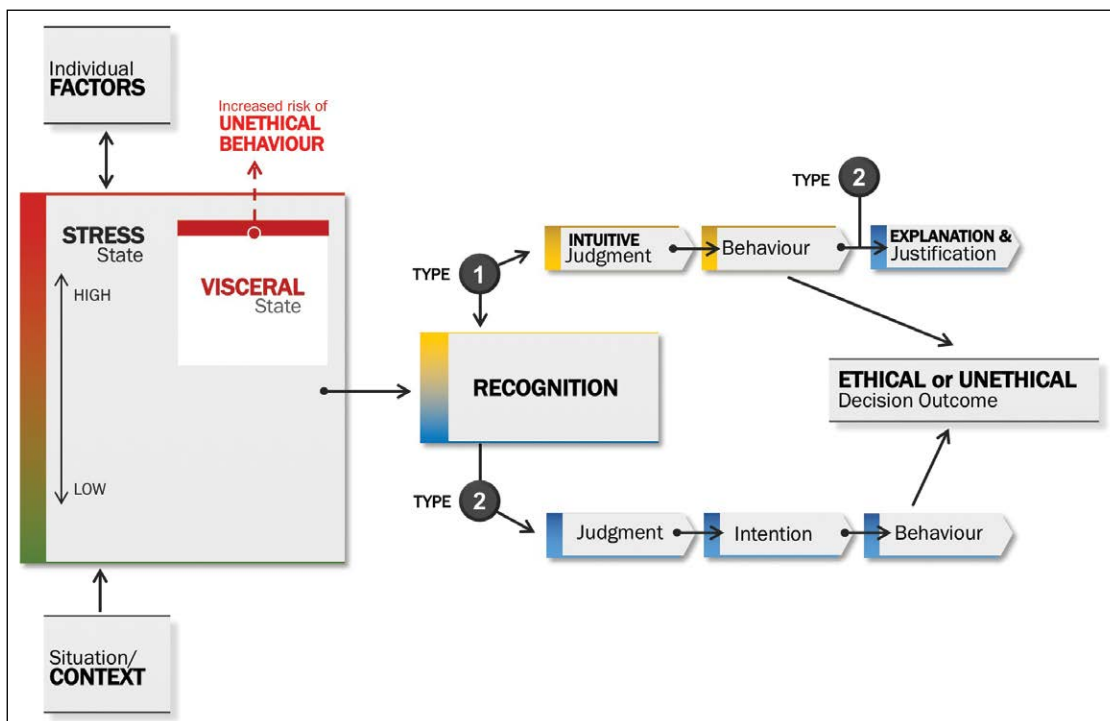 Individual
FACTORS
Increased risk of
UNETHICAL
BEHAVIOUR
STRESS
State
HIGH
LOW
VISCERAL
State
Situation/
CONTEXT
TYPE 1
RECOGNITION
TYPE 2
INTUITIVE
Judgment
Behaviour
TYPE 2
EXPLANATION &
Justification
ETHICAL or UNETHICAL
Decision Outcome
Judgment
Intention
Behaviour